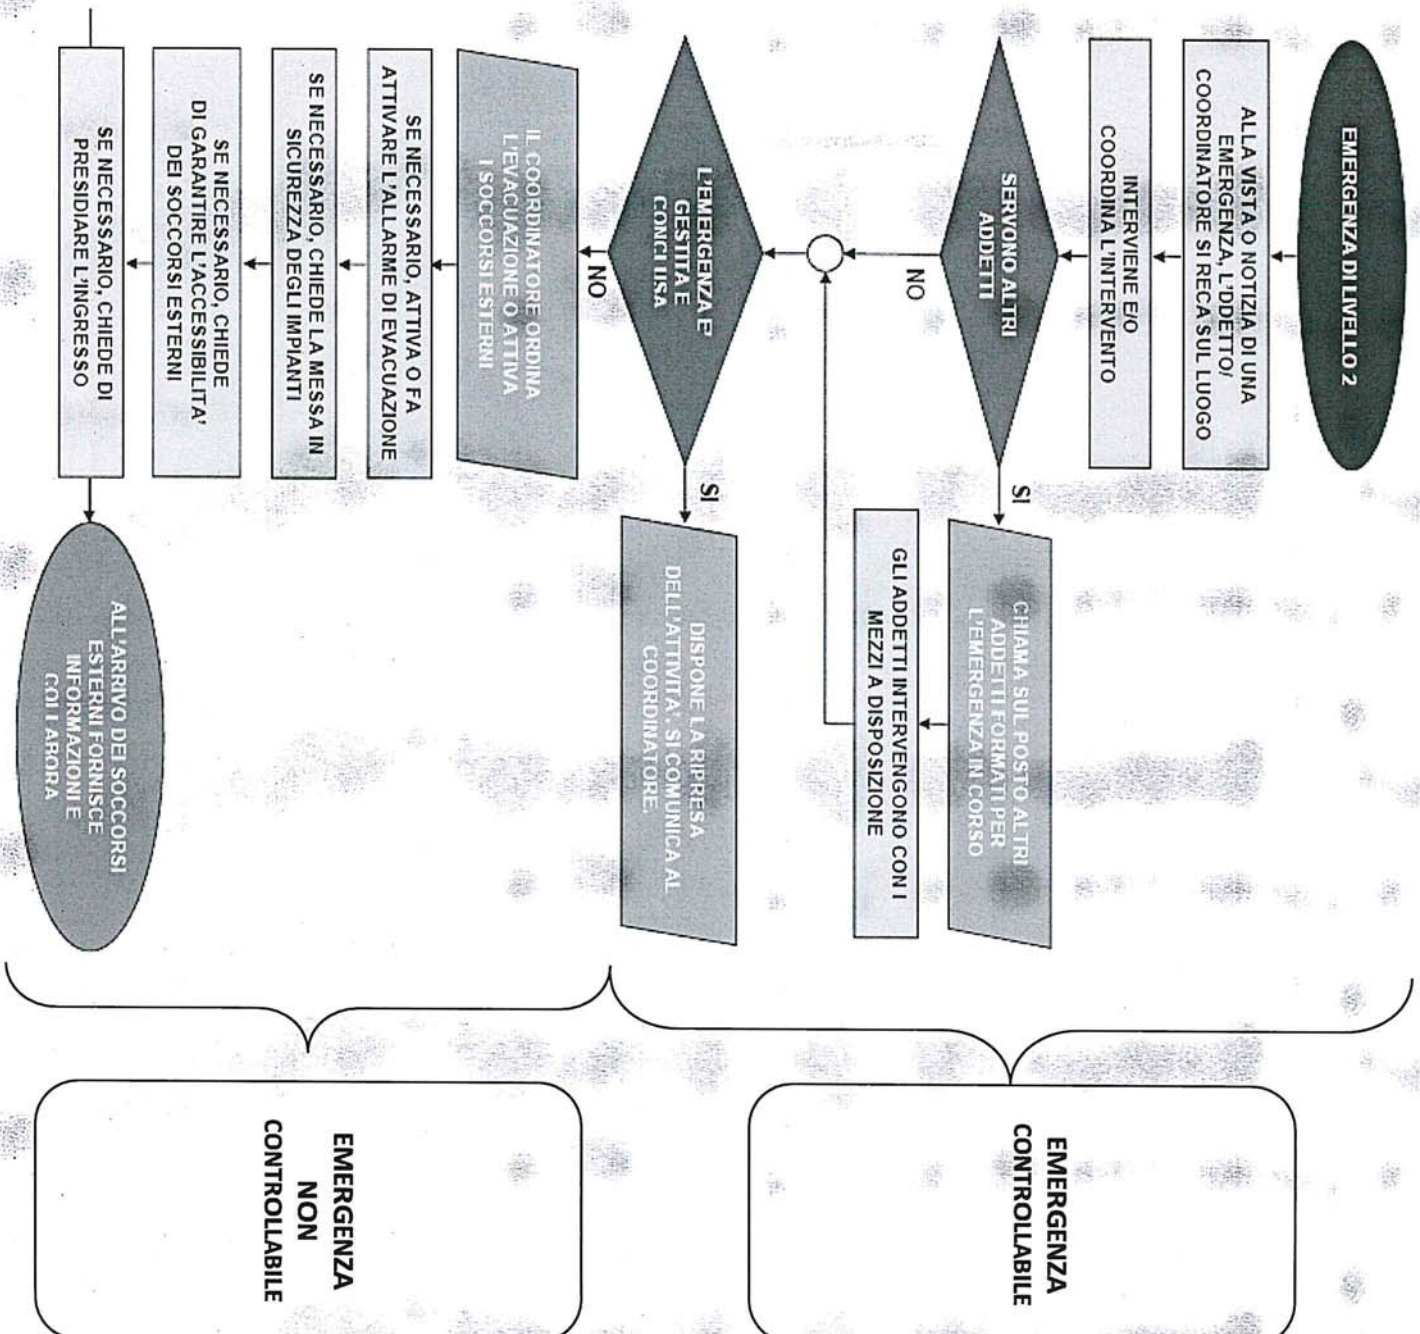 EMERGENZA DI LIVELLO 2
ALLA VISTA O NOTIZIA DI UNA
EMERGENZA, L'DDETTO/
COORDINATORE SI RECA SUL LUOGO
INTERVIENE E/O
COORDINA L'INTERVENTO
SERVONO ALTRI
ADDETTI
SI
CHIAMA SUL POSTO ALTRI
ADDETTI FORMATI PER
L'EMERGENZA IN CORSO
GLI ADDETTI INTERVENGONO CON I
MEZZI A DISPOSIZIONE
NO
L'EMERGENZA E'
GESTITA E
CONCLUSA
SI
DISPONE LA RIPRESA
DELL'ATTIVITA'. SI COMUNICA AL
COORDINATORE.
NO
IL COORDINATORE ORDINA
L'EVACUAZIONE O ATTIVA
I SOCCORSI ESTERNI
SE NECESSARIO, ATTIVA O FA
ATTIVARE L'ALLARME DI EVACUAZIONE
SE NECESSARIO, CHIEDE LA MESSA IN
SICUREZZA DEGLI IMPIANTI
SE NECESSARIO, CHIEDE
DI GARANTIRE L'ACCESSIBILITA'
DEI SOCCORSI ESTERNI
SE NECESSARIO, CHIEDE DI
PRESIDIARE L'INGRESSO
ALL'ARRIVO DEI SOCCORSI
ESTERNI FORNISCE
INFORMAZIONI E
COLLABORA
EMERGENZA
CONTROLLABILE
EMERGENZA
NON
CONTROLLABILE